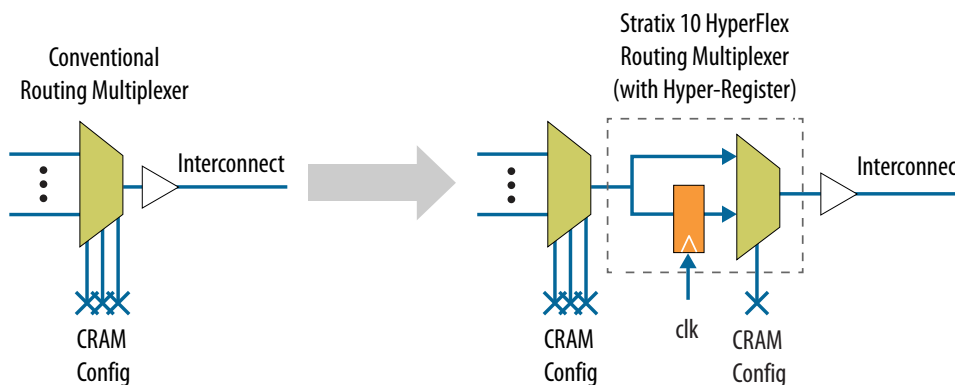 Conventional
Routing Multiplexer
Interconnect
CRAM
Config
Stratix 10 HyperFlex
Routing Multiplexer
(with Hyper-Register)
Interconnect
CRAM
Config
clk
CRAM
Config